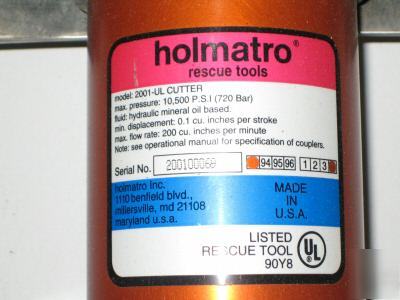 holmatro®
rescue tools
model: 2001-UL CUTTER
max. pressure: 10,500 P.S.I (720 Bar)
fluid: hydraulic mineral oil based.
min. displacement: 0.1 cu. inches per stroke
max. flow rate: 200 cu. inches per minute
Note: see operational manual for specification of couplers.
Serial No. 200100069 94 95 96 1 2 3
holmatro inc.
1110 benfield blvd.,
millersville, md 21108
maryland u.s.a.
MADE
IN
U.S.A.
LISTED
RESCUE TOOL
90Y8
UL